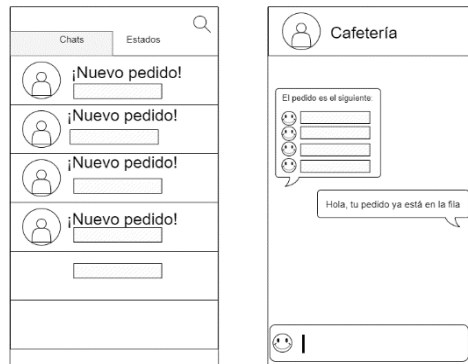 Chats
Estados
¡Nuevo pedido!
¡Nuevo pedido!
¡Nuevo pedido!
¡Nuevo pedido!
Cafetería
El pedido es el siguiente:
Hola, tu pedido ya está en la fila